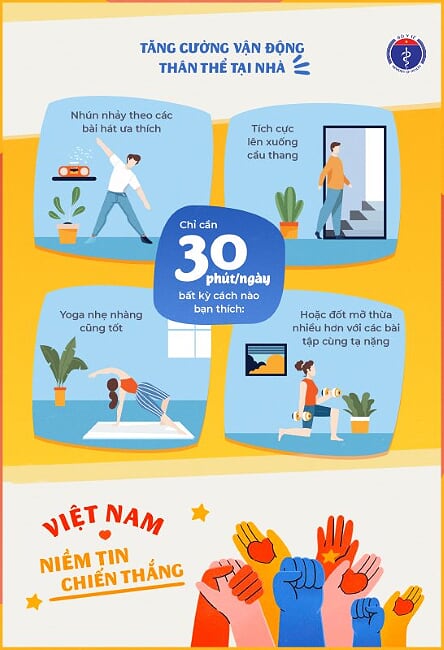 TĂNG CƯỜNG VẬN ĐỘNG
THÂN THỂ TẠI NHÀ
BỘ Y TẾ
Nhún nhảy theo các
bài hát ưa thích
Tích cực
lên xuống
cầu thang
Chỉ cần
30
phút/ngày
bất kỳ cách nào
bạn thích:
Yoga nhẹ nhàng
cũng tốt
Hoặc đốt mỡ thừa
nhiều hơn với các bài
tập cùng tạ nặng
VIỆT NAM
NIỀM TIN
CHIẾN THẮNG